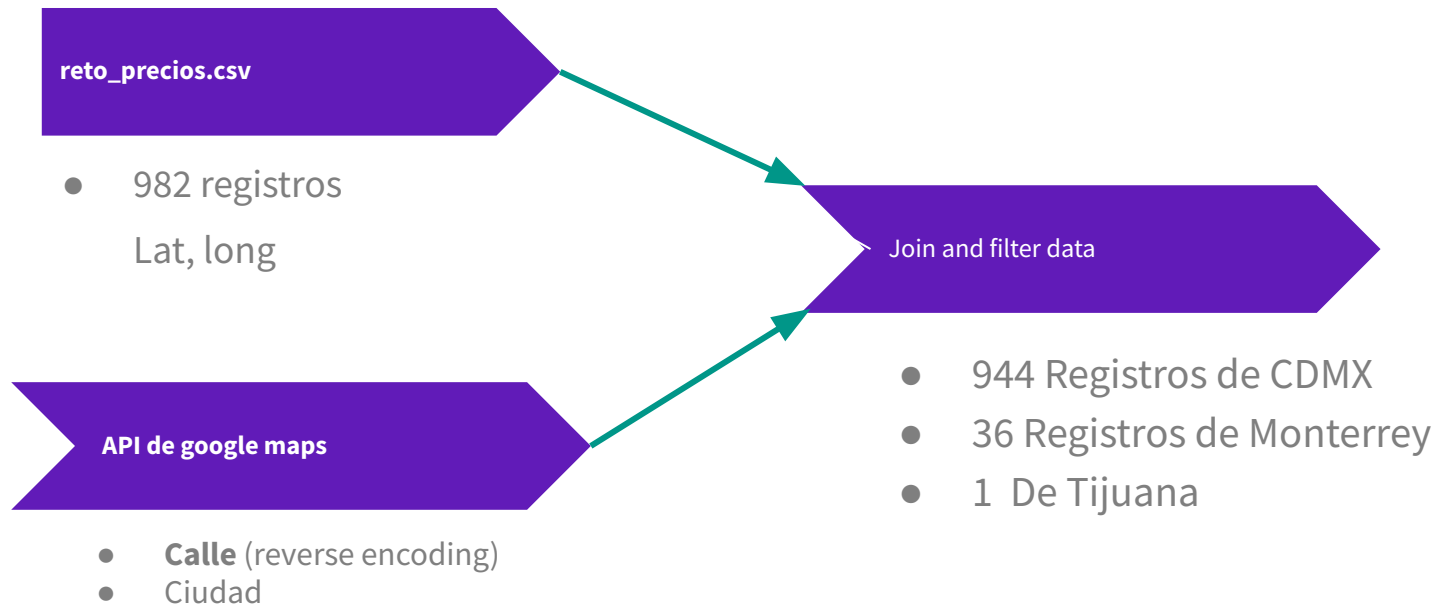 reto_precios.csv
● 982 registros
Lat, long
API de google maps
● Calle (reverse encoding)
● Ciudad
Join and filter data
● 944 Registros de CDMX
● 36 Registros de Monterrey
● 1 De Tijuana